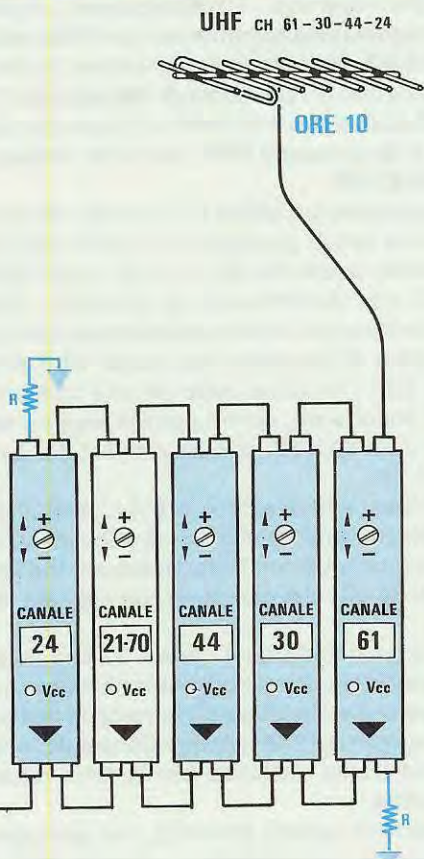 UHF CH 61-30-44-24
ORE 10
R
+ + + + +
- - - - -
CANALE CANALE CANALE CANALE CANALE
24 21-70 44 30 61
Vcc Vcc Vcc Vcc Vcc
R